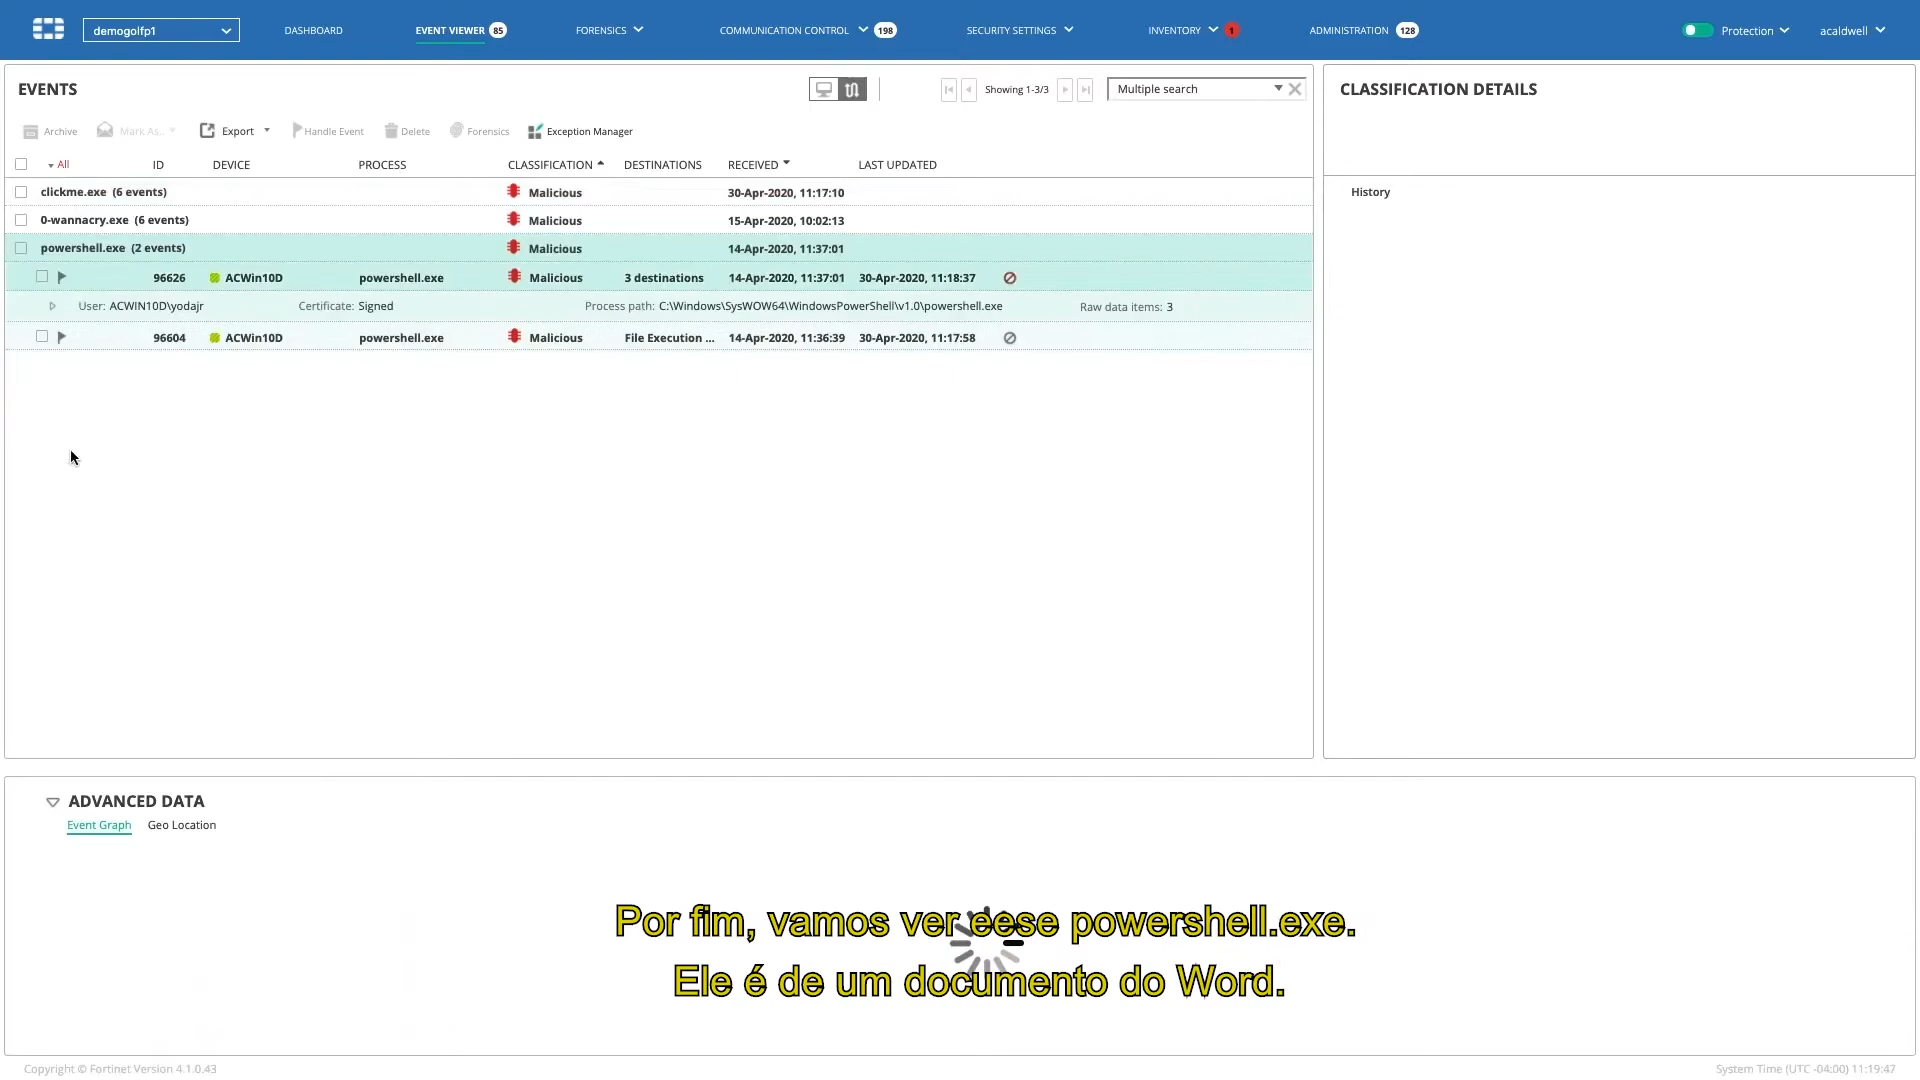 demogolfp1 DASHBOARD EVENT VIEWER 85 FORENSICS COMMUNICATION CONTROL 198 SECURITY SETTINGS INVENTORY 1 ADMINISTRATION 128 Protection acaldwell
EVENTS Showing 1-3/3 Multiple search
Archive Mark As.. Export Handle Event Delete Forensics Exception Manager
All ID DEVICE PROCESS CLASSIFICATION DESTINATIONS RECEIVED LAST UPDATED
clickme.exe (6 events) Malicious 30-Apr-2020, 11:17:10
0-wannacry.exe (6 events) Malicious 15-Apr-2020, 10:02:13
powershell.exe (2 events) Malicious 14-Apr-2020, 11:37:01
96626 ACWin10D powershell.exe Malicious 3 destinations 14-Apr-2020, 11:37:01 30-Apr-2020, 11:18:37
User: ACWIN10D\yodajr Certificate: Signed Process path: C:\Windows\SysWOW64\WindowsPowerShell\v1.0\powershell.exe Raw data items: 3
96604 ACWin10D powershell.exe Malicious File Execution ... 14-Apr-2020, 11:36:39 30-Apr-2020, 11:17:58
CLASSIFICATION DETAILS
History
ADVANCED DATA
Event Graph Geo Location
Por fim, vamos ver eese powershell.exe.
Ele é de um documento do Word.
Copyright © Fortinet Version 4.1.0.43 System Time (UTC -04:00) 11:19:47